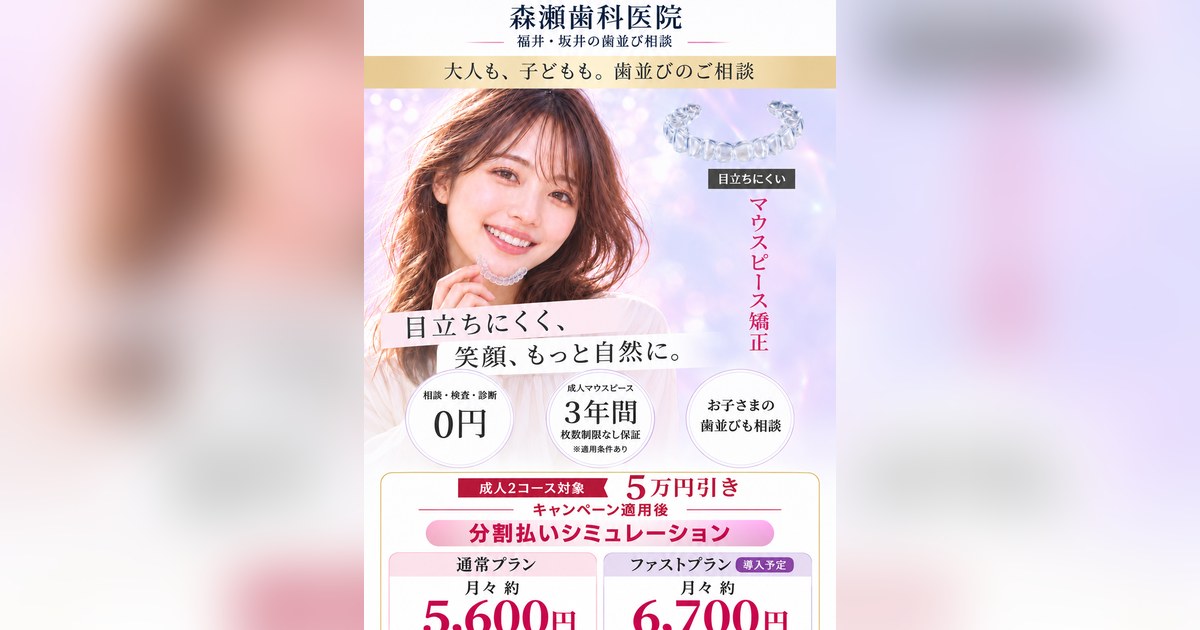 森瀬歯科医院
福井・坂井の歯並び相談
大人も、子どもも。歯並びのご相談
目立ちにくい
マウスピース矯正
目立ちにくく、
笑顔、もっと自然に。
相談・検査・診断
0円
成人マウスピース
3年間
枚数制限なし保証
※適用条件あり
お子さまの
歯並びも相談
成人2コース対象 5万円引き
キャンペーン適用後
分割払いシミュレーション
通常プラン
月々 約
5,600円
ファストプラン 導入予定
月々 約
6,700円